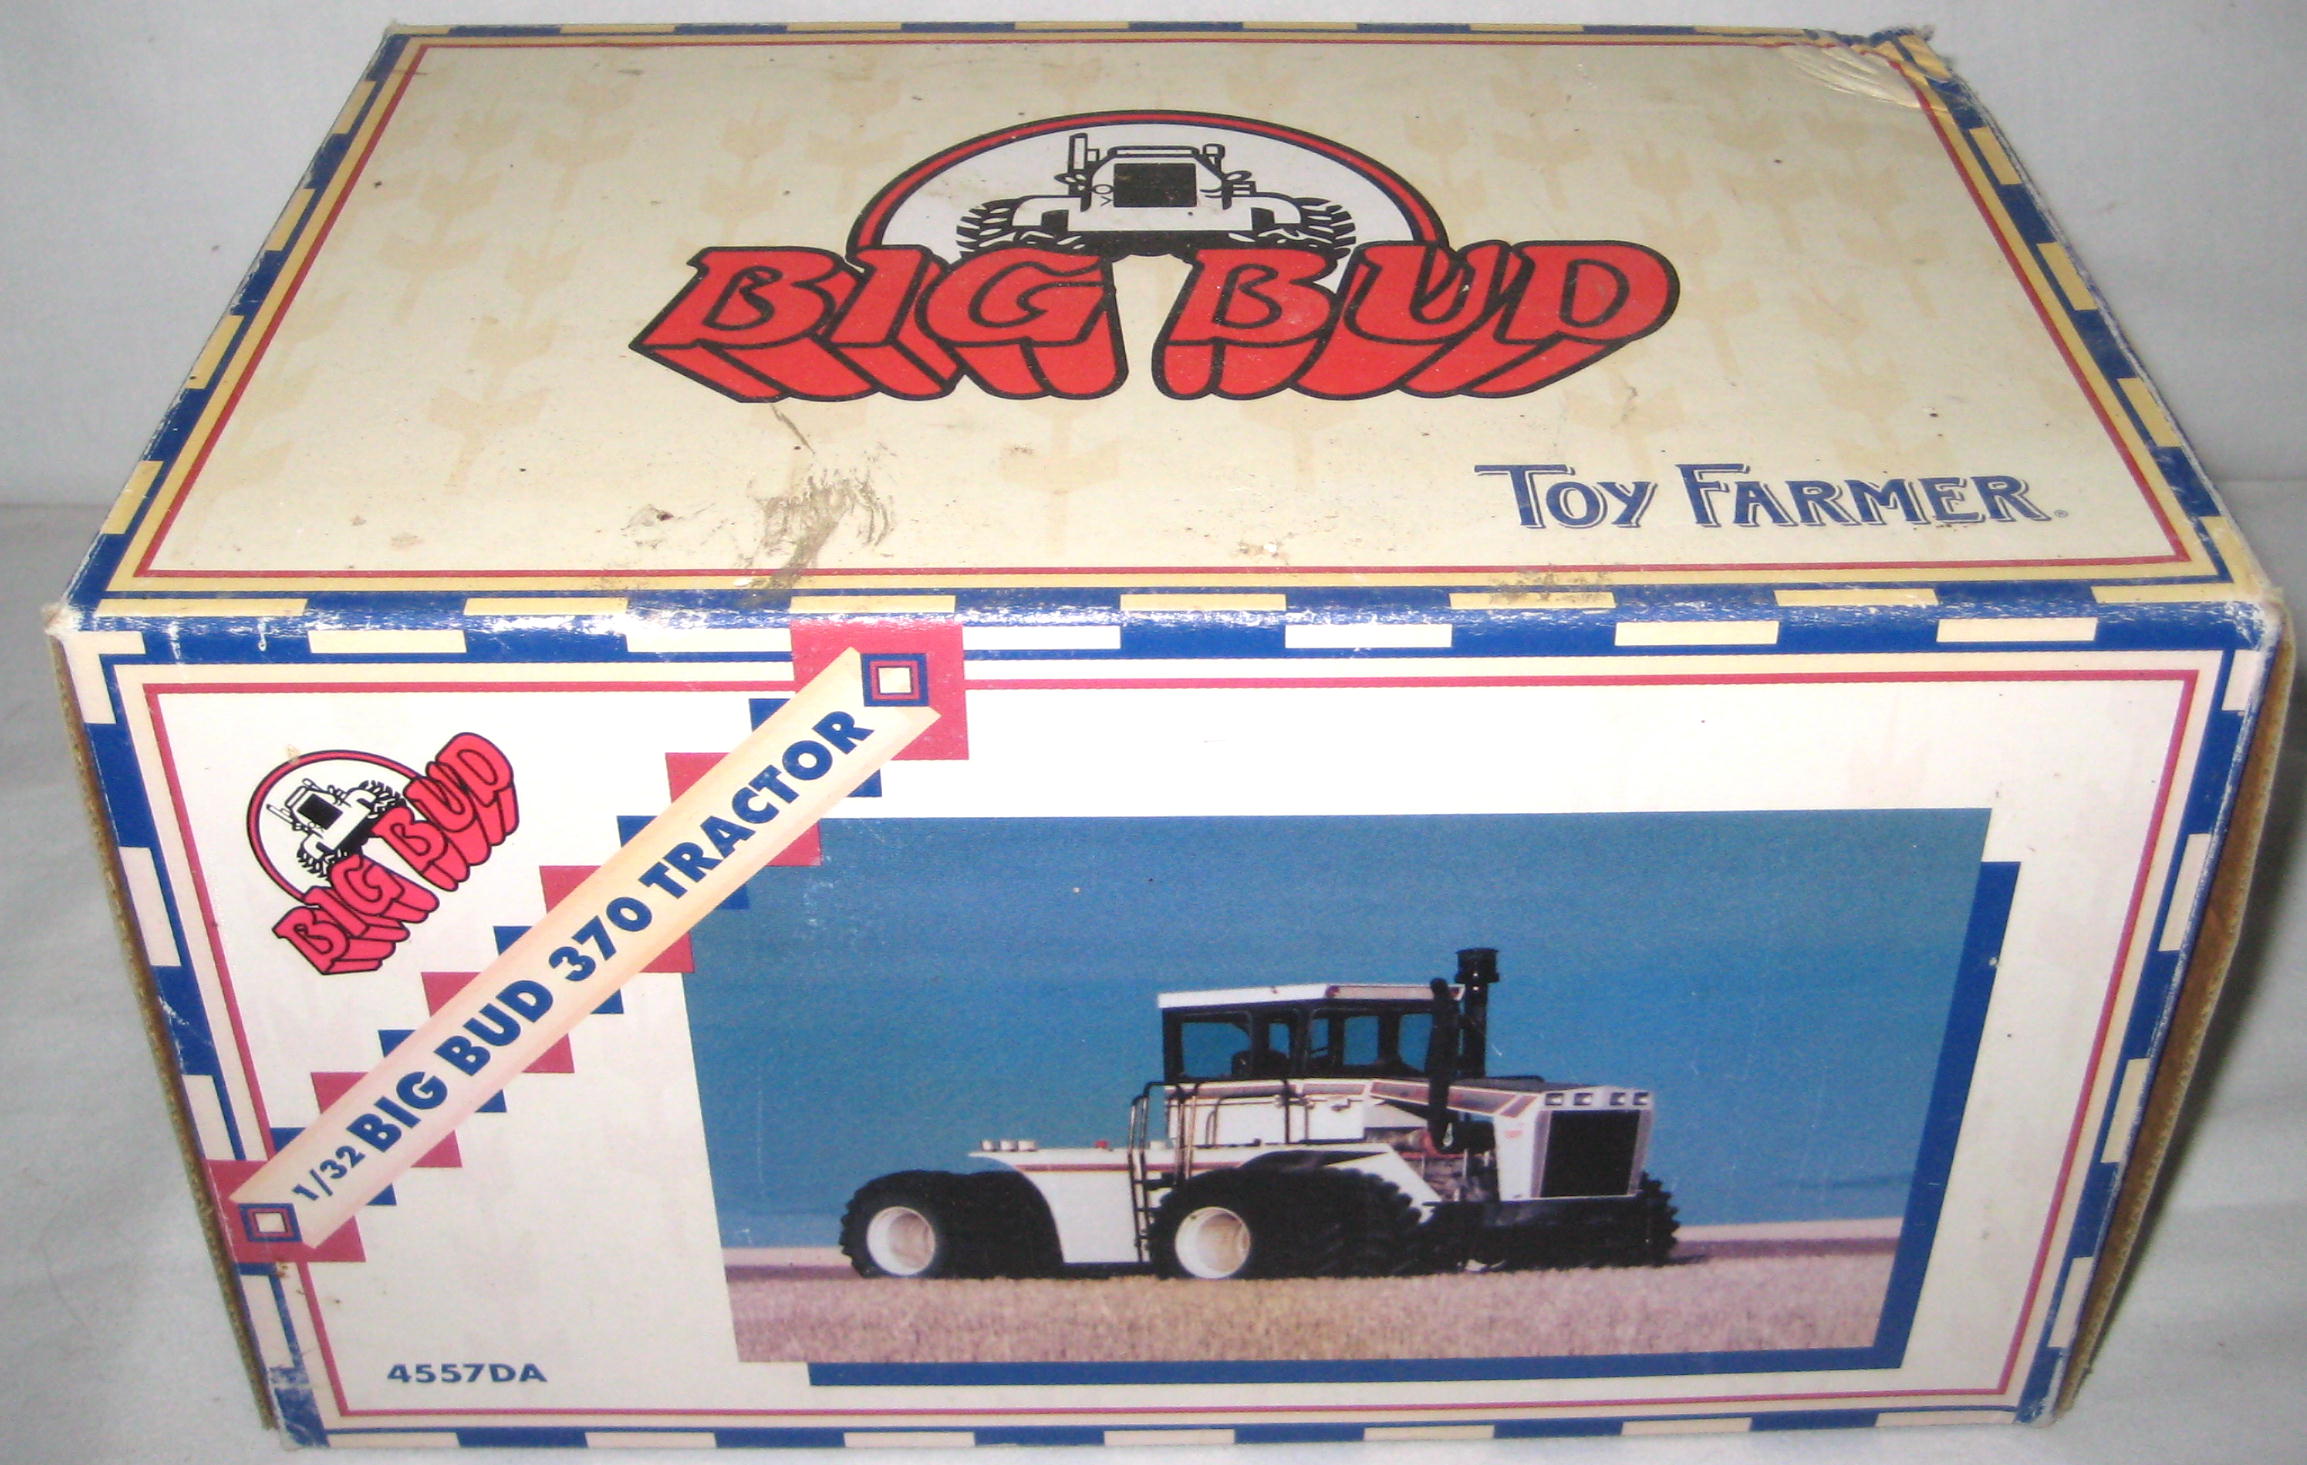 BIG BUD
TOY FARMER®
BIG BUD
1/32 BIG BUD 370 TRACTOR
4557DA